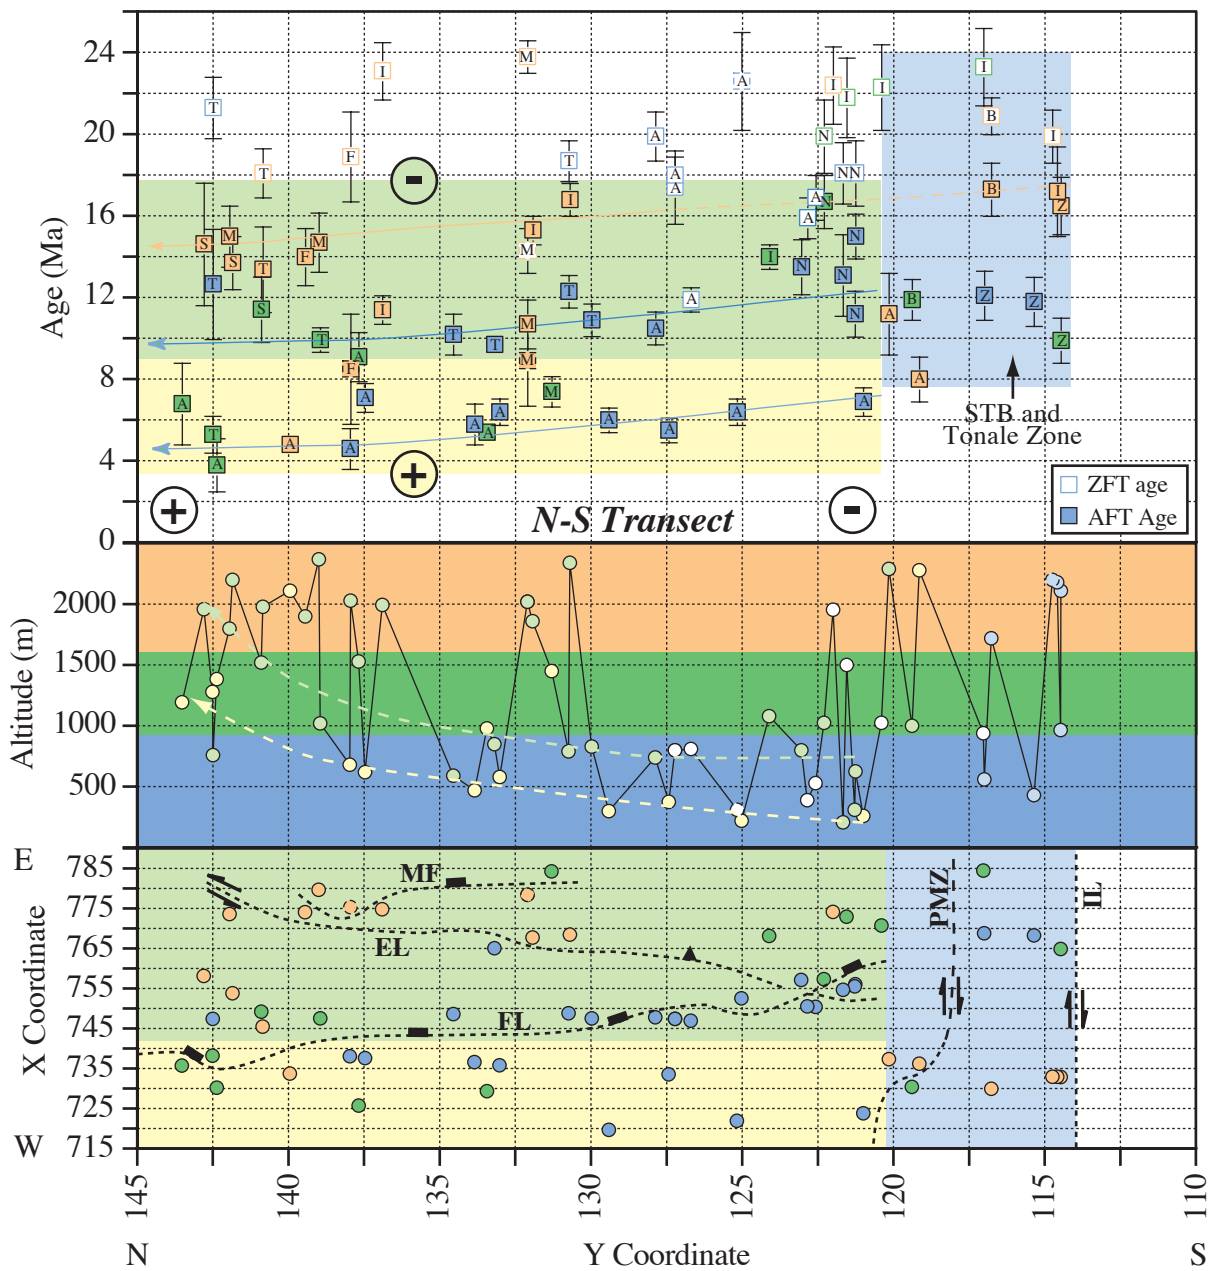 24
20
16
12
8
4
0
Age (Ma)
T
T
F
I
M
T
A
A
A
A
I
I
N
N
N
I
I
B
I
S
M
S
T
T
S
F
M
T
I
A
F
A
A
T
A
A
A
A
T
T
A
A
A
M
I
M
M
M
I
T
A
A
A
A
A
A
I
N
A
A
N
N
N
N
A
A
B
A
B
Z
Z
I
Z
Z
-
+
+
-
N-S Transect
STB and
Tonale Zone
ZFT age
AFT Age
2000
1500
1000
500
Altitude (m)
E
785
775
765
755
745
735
725
715
W
X Coordinate
MF
EL
FL
PMZ
IL
145
140
135
130
125
120
115
110
N
Y Coordinate
S